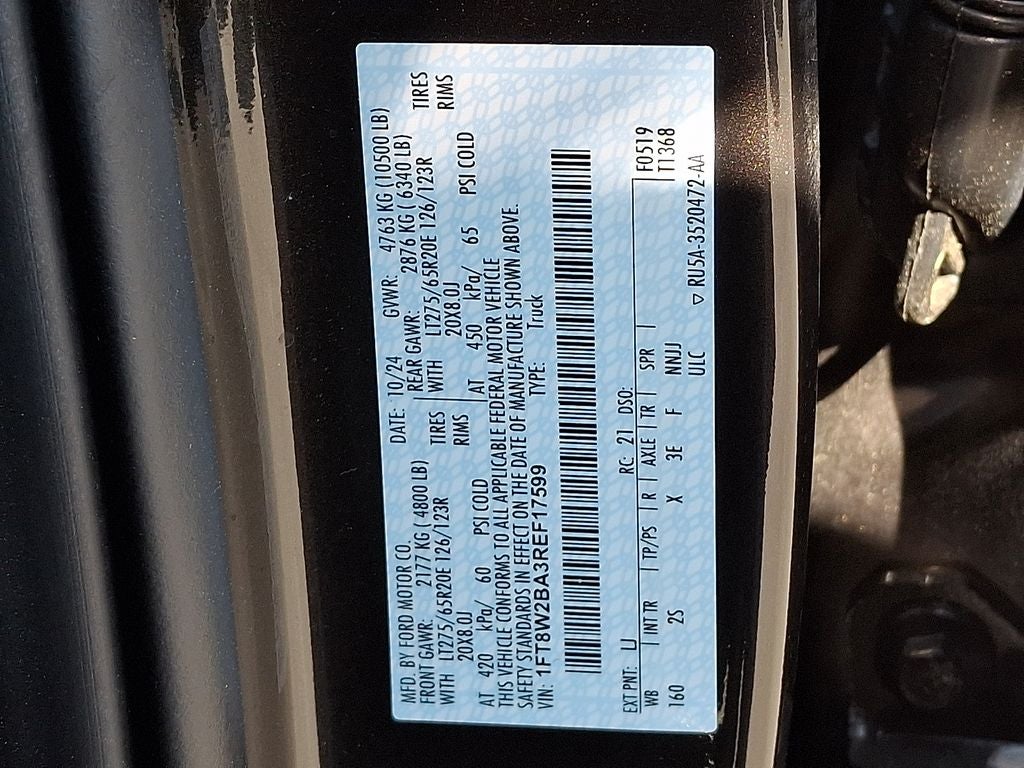 MFD. BY FORD MOTOR CO.
DATE: 10/24 GVWR: 4763 KG (10500 LB)
FRONT GAWR: 2177 KG ( 4800 LB)
REAR GAWR: 2876 KG ( 6340 LB)
WITH LT275/65R20E 126/123R TIRES
WITH LT275/65R20E 126/123R TIRES
20X8.0J RIMS
20X8.0J RIMS
AT 420 kPa/ 60 PSI COLD
AT 450 kPa/ 65 PSI COLD
THIS VEHICLE CONFORMS TO ALL APPLICABLE FEDERAL MOTOR VEHICLE
SAFETY STANDARDS IN EFFECT ON THE DATE OF MANUFACTURE SHOWN ABOVE.
VIN: 1FT8W2BA3REF17599 TYPE: Truck
EXT PNT: LJ RC: 21 DSO: F0519
WB INT TR TP/PS R AXLE TR SPR T1368
160 2S X 3E F NNJJ
ULC ▽ RU5A-3520472-AA